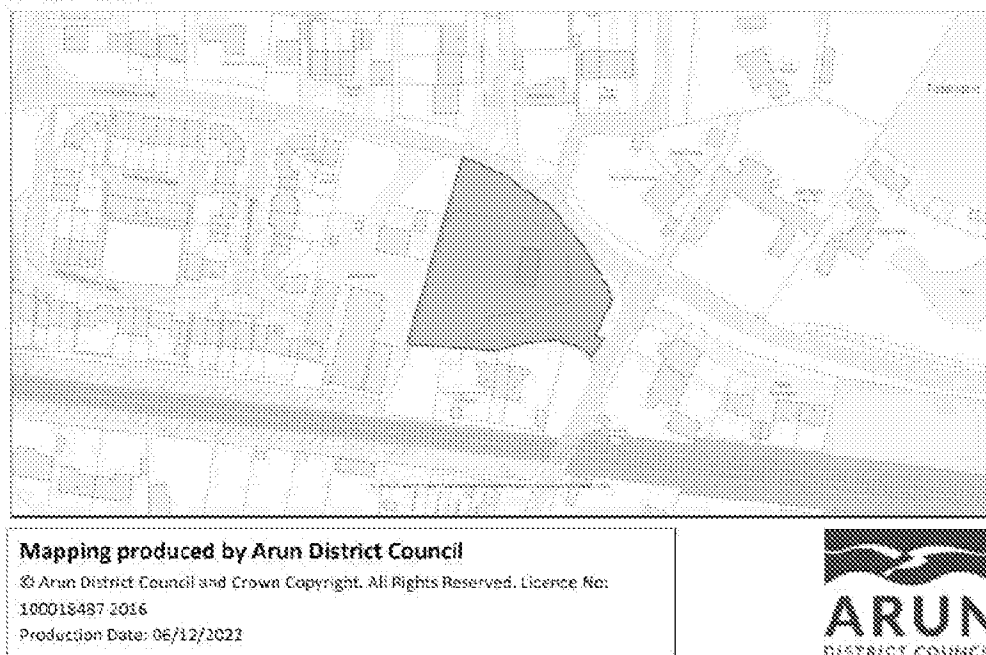 Mapping produced by Arun District Council
© Arun District Council and Crown Copyright. All Rights Reserved. Licence No:
100018487 2016
Production Date: 06/12/2022
ARUN
DISTRICT COUNCIL